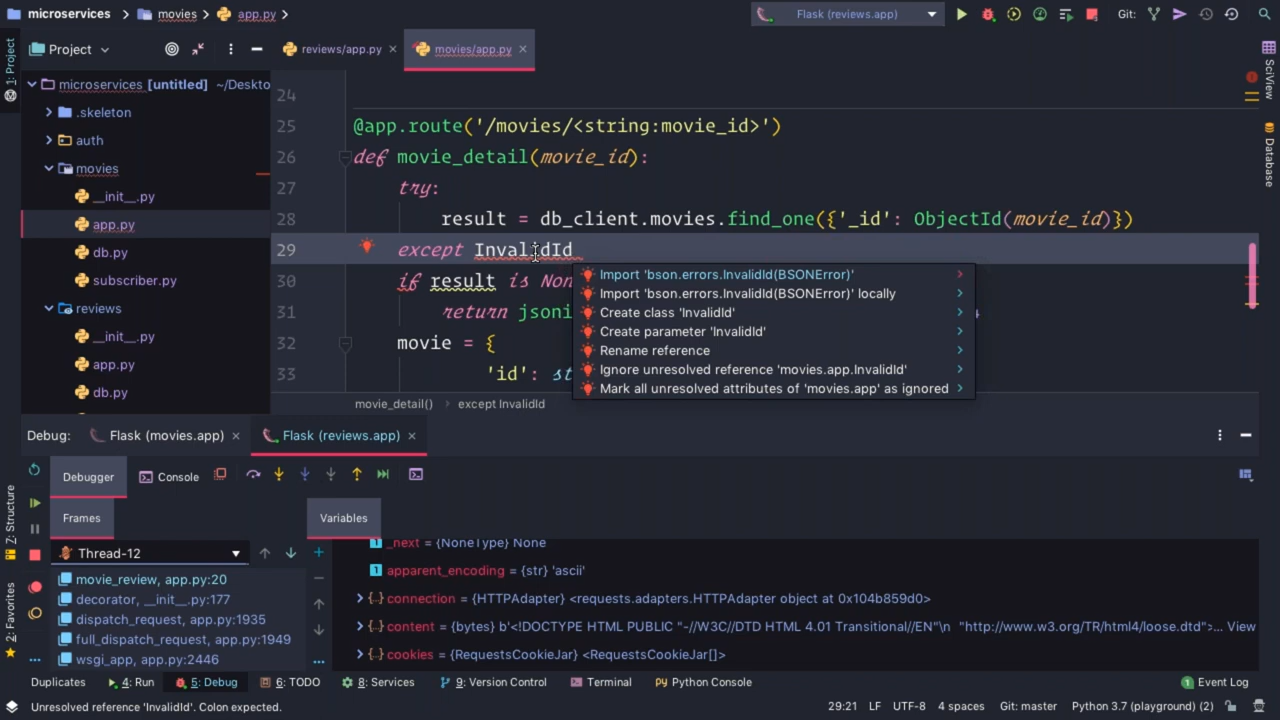 microservices > movies > app.py >
Flask (reviews.app)
Git:
1: Project
Project
reviews/app.py
movies/app.py
microservices [untitled] ~/Deskto
.skeleton
auth
movies
__init__.py
app.py
db.py
subscriber.py
reviews
__init__.py
app.py
db.py
24
25 @app.route('/movies/<string:movie_id>')
26 def movie_detail(movie_id):
27 try:
28 result = db_client.movies.find_one({'_id': ObjectId(movie_id)})
29 except InvalidId
30 if result is Non
31 return jsoni
32 movie = {
33 'id': st
Import 'bson.errors.InvalidId(BSONError)'
Import 'bson.errors.InvalidId(BSONError)' locally
Create class 'InvalidId'
Create parameter 'InvalidId'
Rename reference
Ignore unresolved reference 'movies.app.InvalidId'
Mark all unresolved attributes of 'movies.app' as ignored
movie_detail() > except InvalidId
SciView
Database
Debug:
Flask (movies.app)
Flask (reviews.app)
Debugger
Console
Frames
Variables
Thread-12
movie_review, app.py:20
decorator, __init__.py:177
dispatch_request, app.py:1935
full_dispatch_request, app.py:1949
wsgi_app, app.py:2446
_next = {NoneType} None
apparent_encoding = {str} 'ascii'
connection = {HTTPAdapter} <requests.adapters.HTTPAdapter object at 0x104b859d0>
content = {bytes} b'<!DOCTYPE HTML PUBLIC "-//W3C//DTD HTML 4.01 Transitional//EN"\n "http://www.w3.org/TR/html4/loose.dtd">... View
cookies = {RequestsCookieJar} <RequestsCookieJar[]>
Z: Structure
2: Favorites
Duplicates
4: Run
5: Debug
6: TODO
8: Services
9: Version Control
Terminal
Python Console
1 Event Log
Unresolved reference 'InvalidId'. Colon expected.
29:21 LF UTF-8 4 spaces Git: master Python 3.7 (playground) (2)